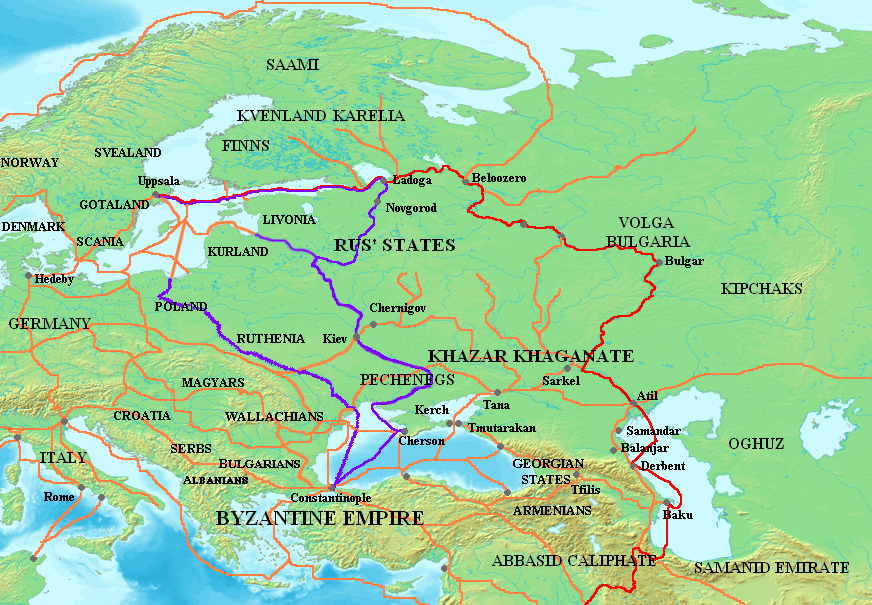 SAAMI
KVENLAND KARELIA
FINNS
SVEALAND
NORWAY
Uppsala
Ladoga
Beloozero
GOTALAND
Novgorod
LIVONIA
DENMARK
SCANIA
KURLAND
RUS' STATES
VOLGA
BULGARIA
Bulgar
Hedeby
KIPCHAKS
POLAND
Chernigov
GERMANY
RUTHENIA
Kiev
KHAZAR KHAGANATE
PECHENEGS
Sarkel
MAGYARS
Atil
Tana
Kerch
CROATIA
WALLACHIANS
Tmutarakan
Samandar
Cherson
OGHUZ
SERBS
Balanjar
ITALY
BULGARIANS
GEORGIAN
STATES
Derbent
ALBANIANS
Tfilis
Rome
Constantinople
ARMENIANS
Baku
BYZANTINE EMPIRE
ABBASID CALIPHATE
SAMANID EMIRATE